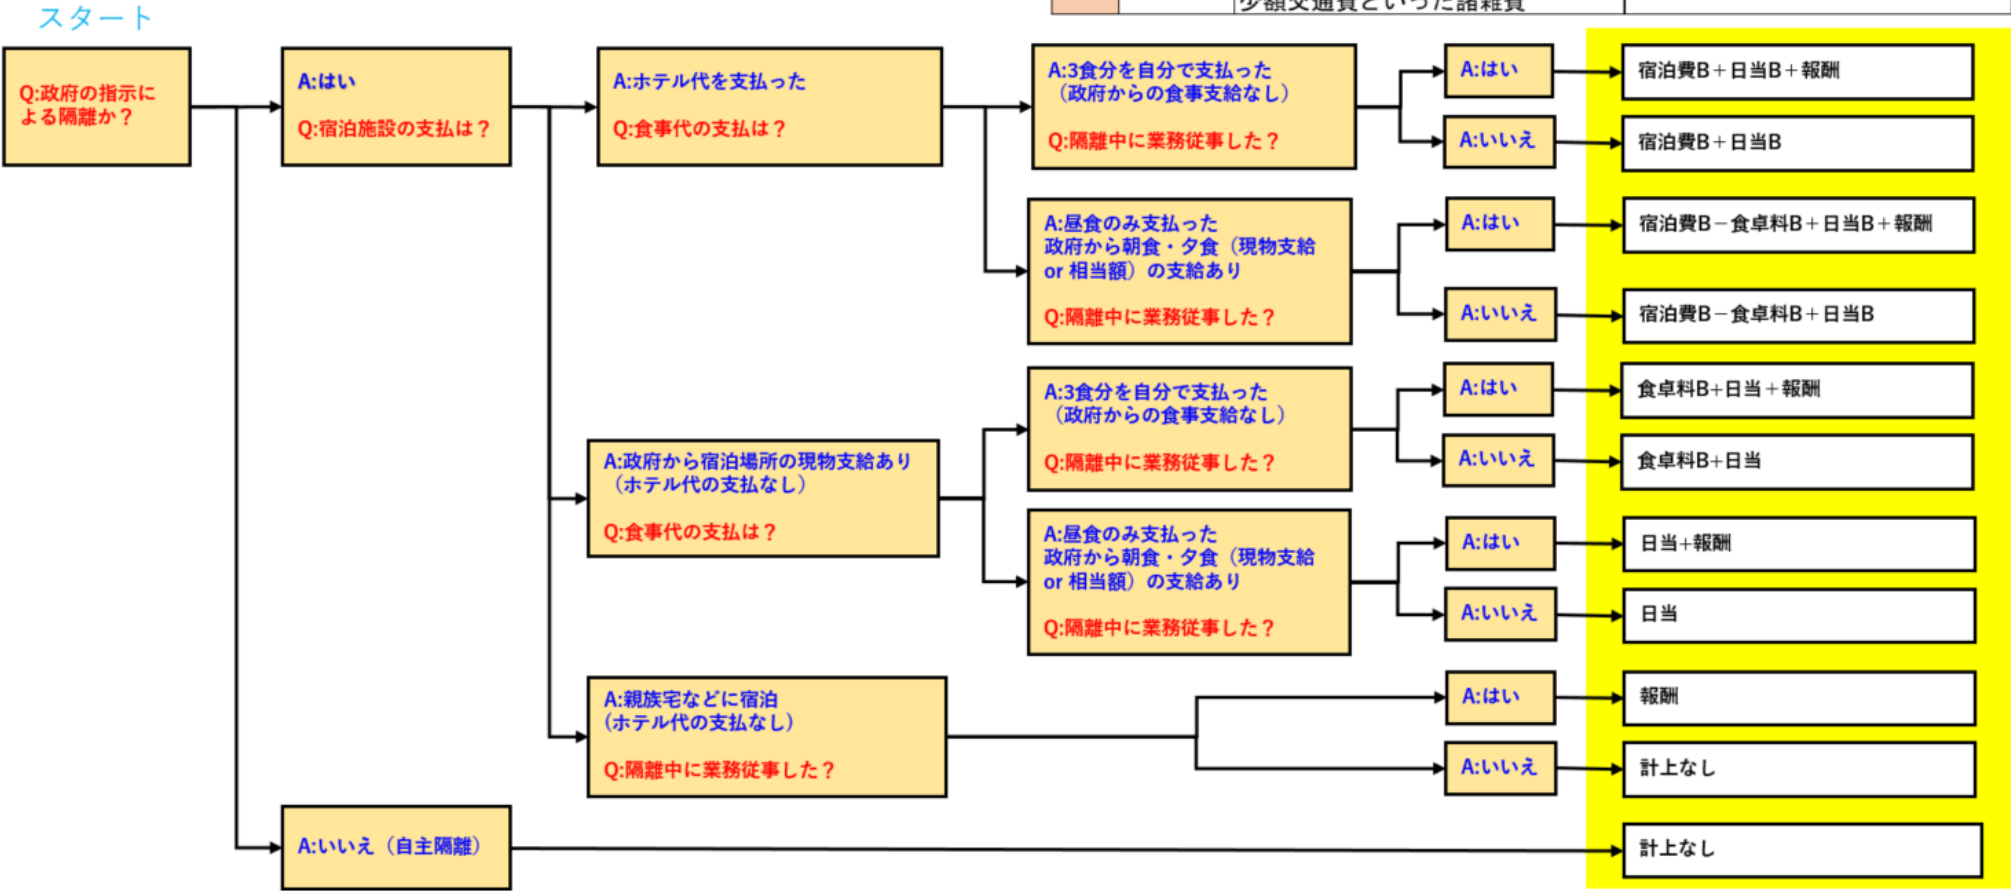 スタート
少額交通費といった諸雑費
Q:政府の指示に
よる隔離か？
A:はい
Q:宿泊施設の支払は？
A:ホテル代を支払った
Q:食事代の支払は？
A:3食分を自分で支払った
（政府からの食事支給なし）
Q:隔離中に業務従事した？
A:はい
宿泊費B＋日当B＋報酬
A:いいえ
宿泊費B＋日当B
A:昼食のみ支払った
政府から朝食・夕食（現物支給
or 相当額）の支給あり
Q:隔離中に業務従事した？
A:はい
宿泊費B－食卓料B＋日当B＋報酬
A:いいえ
宿泊費B－食卓料B＋日当B
A:政府から宿泊場所の現物支給あり
（ホテル代の支払なし）
Q:食事代の支払は？
A:3食分を自分で支払った
（政府からの食事支給なし）
Q:隔離中に業務従事した？
A:はい
食卓料B+日当＋報酬
A:いいえ
食卓料B+日当
A:昼食のみ支払った
政府から朝食・夕食（現物支給
or 相当額）の支給あり
Q:隔離中に業務従事した？
A:はい
日当+報酬
A:いいえ
日当
A:親族宅などに宿泊
(ホテル代の支払なし)
Q:隔離中に業務従事した？
A:はい
報酬
A:いいえ
計上なし
A:いいえ（自主隔離）
計上なし